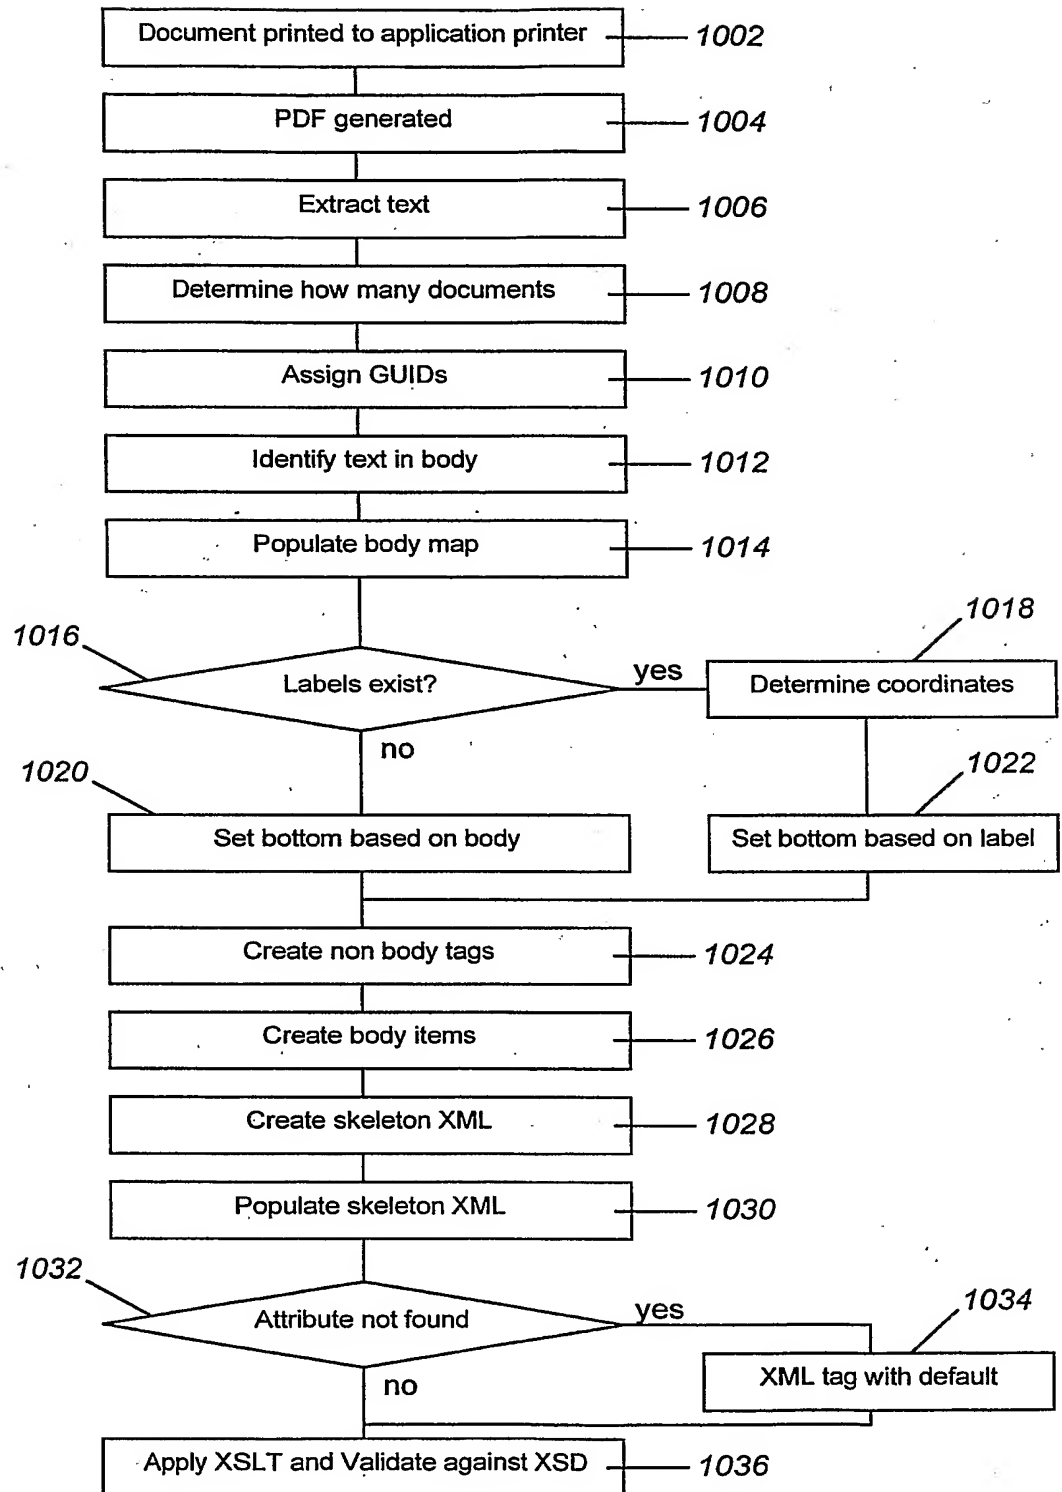 Document printed to application printer 1002
PDF generated 1004
Extract text 1006
Determine how many documents 1008
Assign GUIDs 1010
Identify text in body 1012
Populate body map 1014
1016 Labels exist? yes Determine coordinates 1018
no
1020 Set bottom based on body
1022 Set bottom based on label
Create non body tags 1024
Create body items 1026
Create skeleton XML 1028
Populate skeleton XML 1030
1032 Attribute not found yes XML tag with default 1034
no
Apply XSLT and Validate against XSD 1036